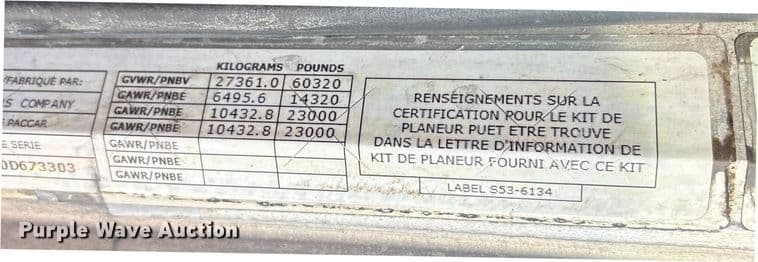 KILOGRAMS POUNDS
/FABRIQUÉ PAR: GVWR/PNBV 27361.0 60320
S COMPANY GAWR/PNBE 6495.6 14320
PACCAR GAWR/PNBE 10432.8 23000
GAWR/PNBE 10432.8 23000
E SERIE GAWR/PNBE
0D673303 GAWR/PNBE
GAWR/PNBE
RENSEIGNEMENTS SUR LA
CERTIFICATION POUR LE KIT DE
PLANEUR PUET ETRE TROUVE
DANS LA LETTRE D'INFORMATION DE
KIT DE PLANEUR FOURNI AVEC CE KIT
LABEL S53-6134
Purple Wave Auction